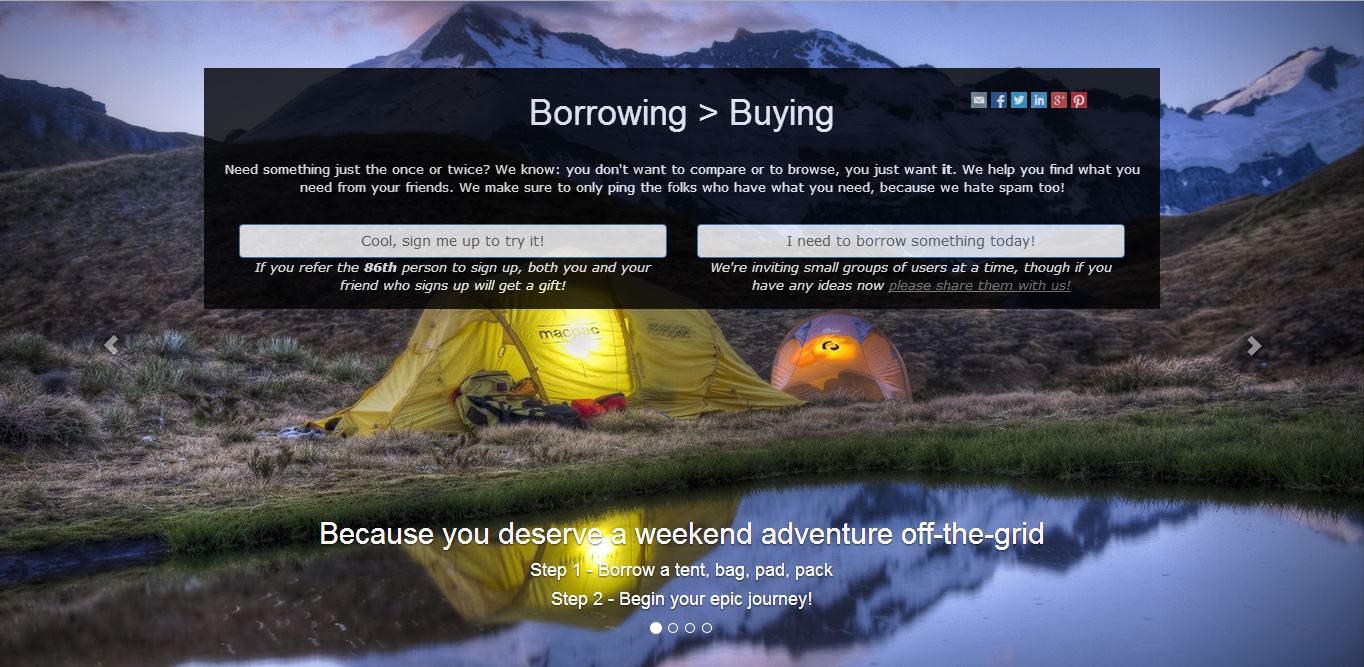 Borrowing > Buying
Need something just the once or twice? We know: you don't want to compare or to browse, you just want it. We help you find what you
need from your friends. We make sure to only ping the folks who have what you need, because we hate spam too!
Cool, sign me up to try it!
If you refer the 86th person to sign up, both you and your
friend who signs up will get a gift!
I need to borrow something today!
We're inviting small groups of users at a time, though if you
have any ideas now please share them with us!
macpac
Because you deserve a weekend adventure off-the-grid
Step 1 - Borrow a tent, bag, pad, pack
Step 2 - Begin your epic journey!